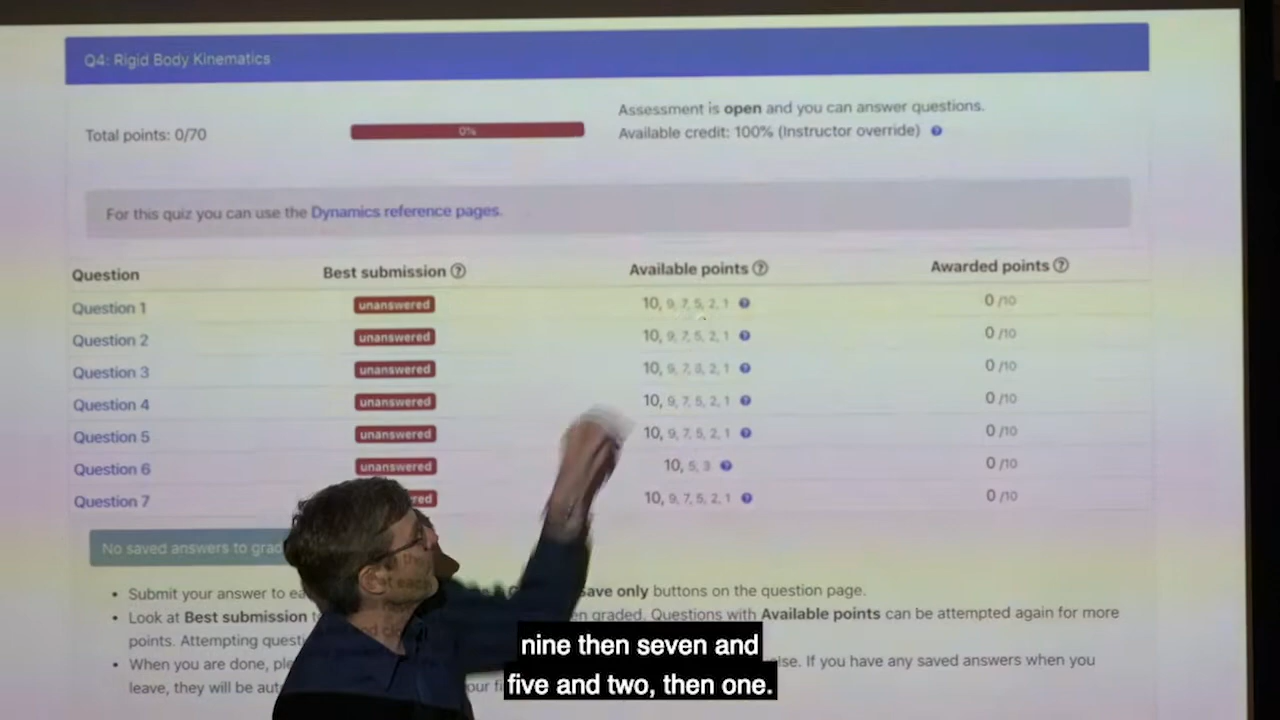 Q4: Rigid Body Kinematics
Assessment is open and you can answer questions.
Total points: 0/70
0%
Available credit: 100% (Instructor override)
For this quiz you can use the Dynamics reference pages.
Question Best submission Available points Awarded points
Question 1 unanswered 10, 9, 7, 5, 2, 1 0 /10
Question 2 unanswered 10, 9, 7, 5, 2, 1 0 /10
Question 3 unanswered 10, 9, 7, 5, 2, 1 0 /10
Question 4 unanswered 10, 9, 7, 5, 2, 1 0 /10
Question 5 unanswered 10, 9, 7, 5, 2, 1 0 /10
Question 6 unanswered 10, 5, 3 0 /10
Question 7 red 10, 9, 7, 5, 2, 1 0 /10
No saved answers to grad
Submit your answer to ea ave only buttons on the question page.
Look at Best submission en graded. Questions with Available points can be attempted again for more
points. Attempting questi
When you are done, ple lse. If you have any saved answers when you
leave, they will be aut our fi
nine then seven and
five and two, then one.